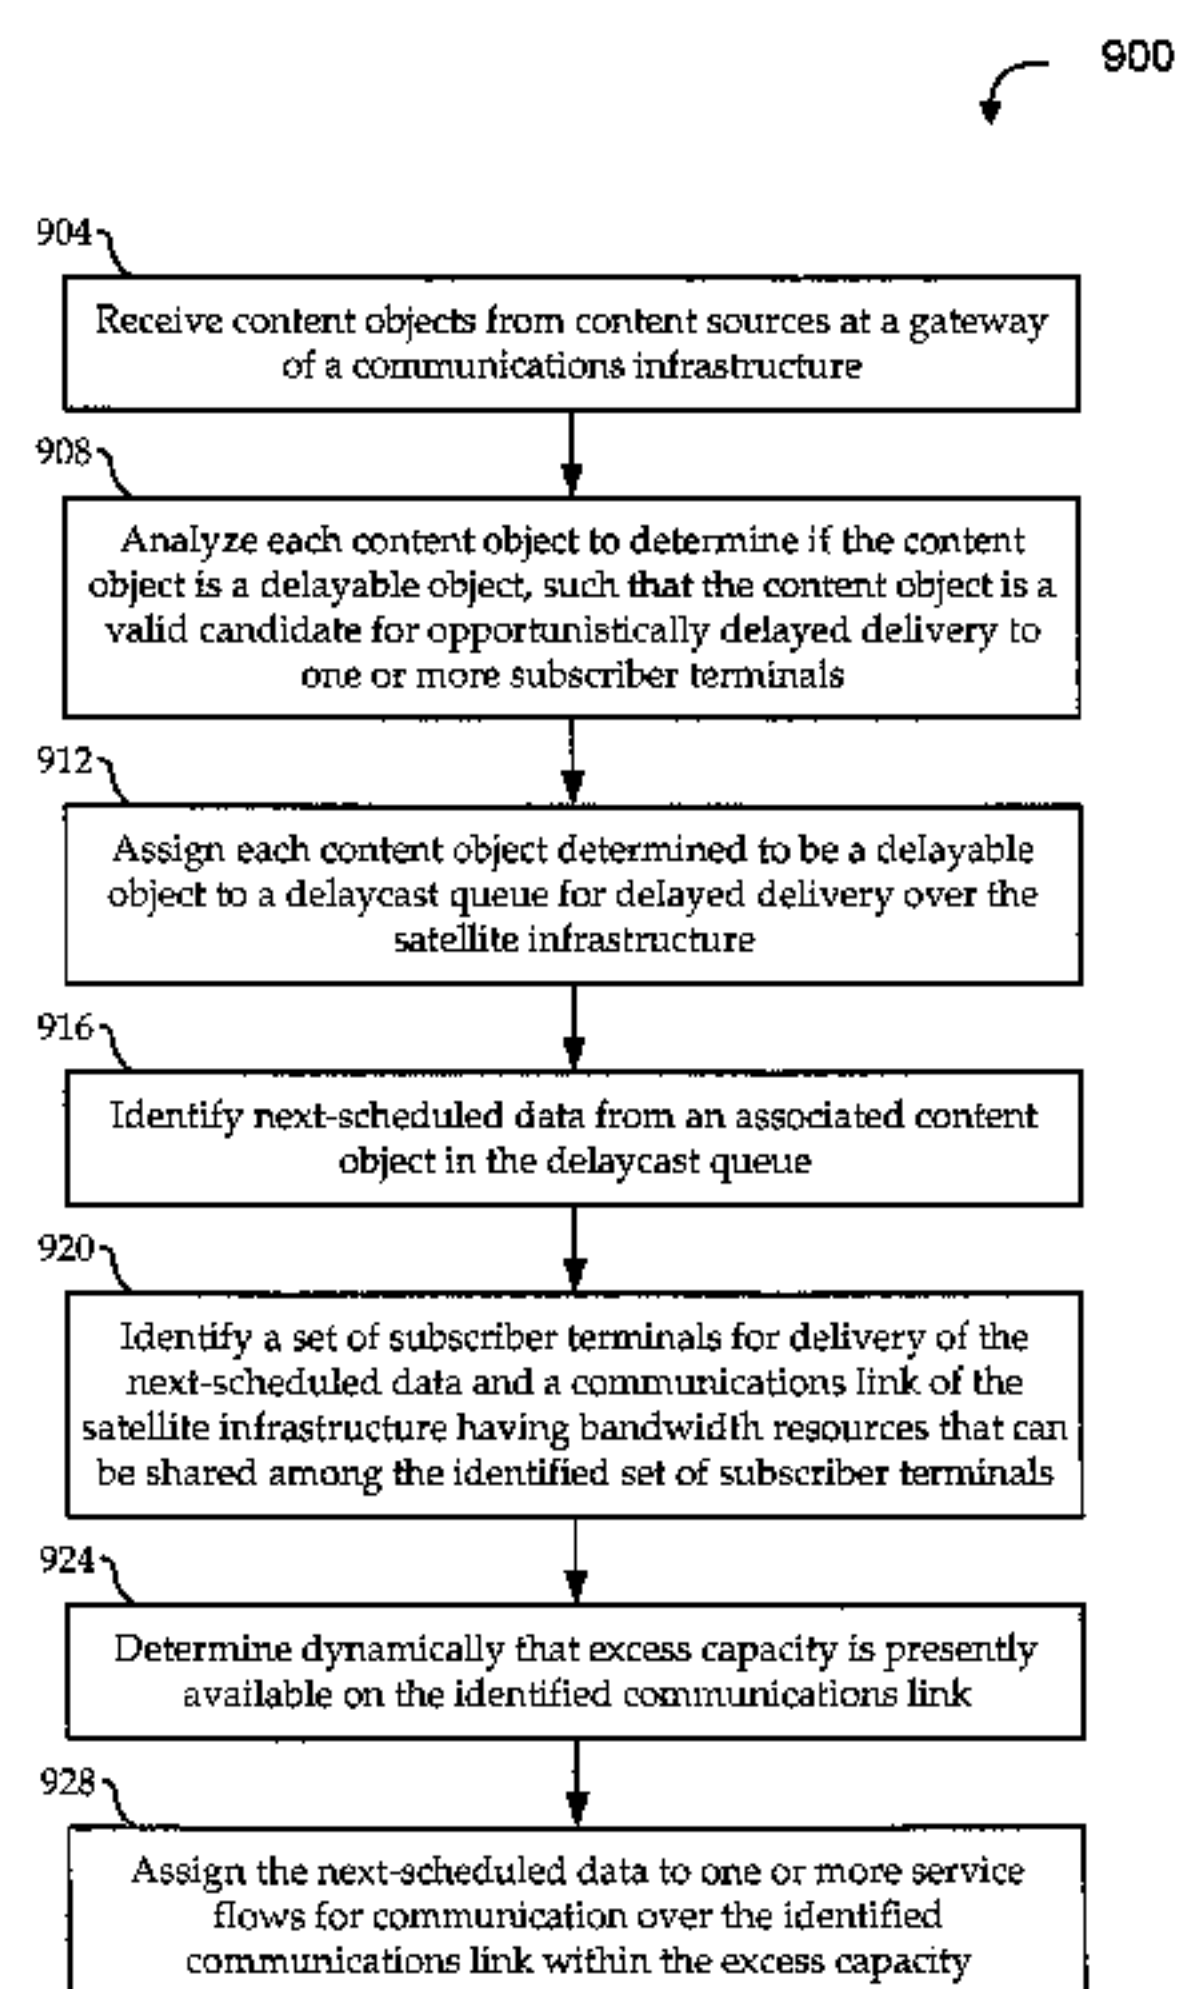 900
904
Receive content objects from content sources at a gateway
of a communications infrastructure
908
Analyze each content object to determine if the content
object is a delayable object, such that the content object is a
valid candidate for opportunistically delayed delivery to
one or more subscriber terminals
912
Assign each content object determined to be a delayable
object to a delaycast queue for delayed delivery over the
satellite infrastructure
916
Identify next-scheduled data from an associated content
object in the delaycast queue
920
Identify a set of subscriber terminals for delivery of the
next-scheduled data and a communications link of the
satellite infrastructure having bandwidth resources that can
be shared among the identified set of subscriber terminals
924
Determine dynamically that excess capacity is presently
available on the identified communications link
928
Assign the next-scheduled data to one or more service
flows for communication over the identified
communications link within the excess capacity